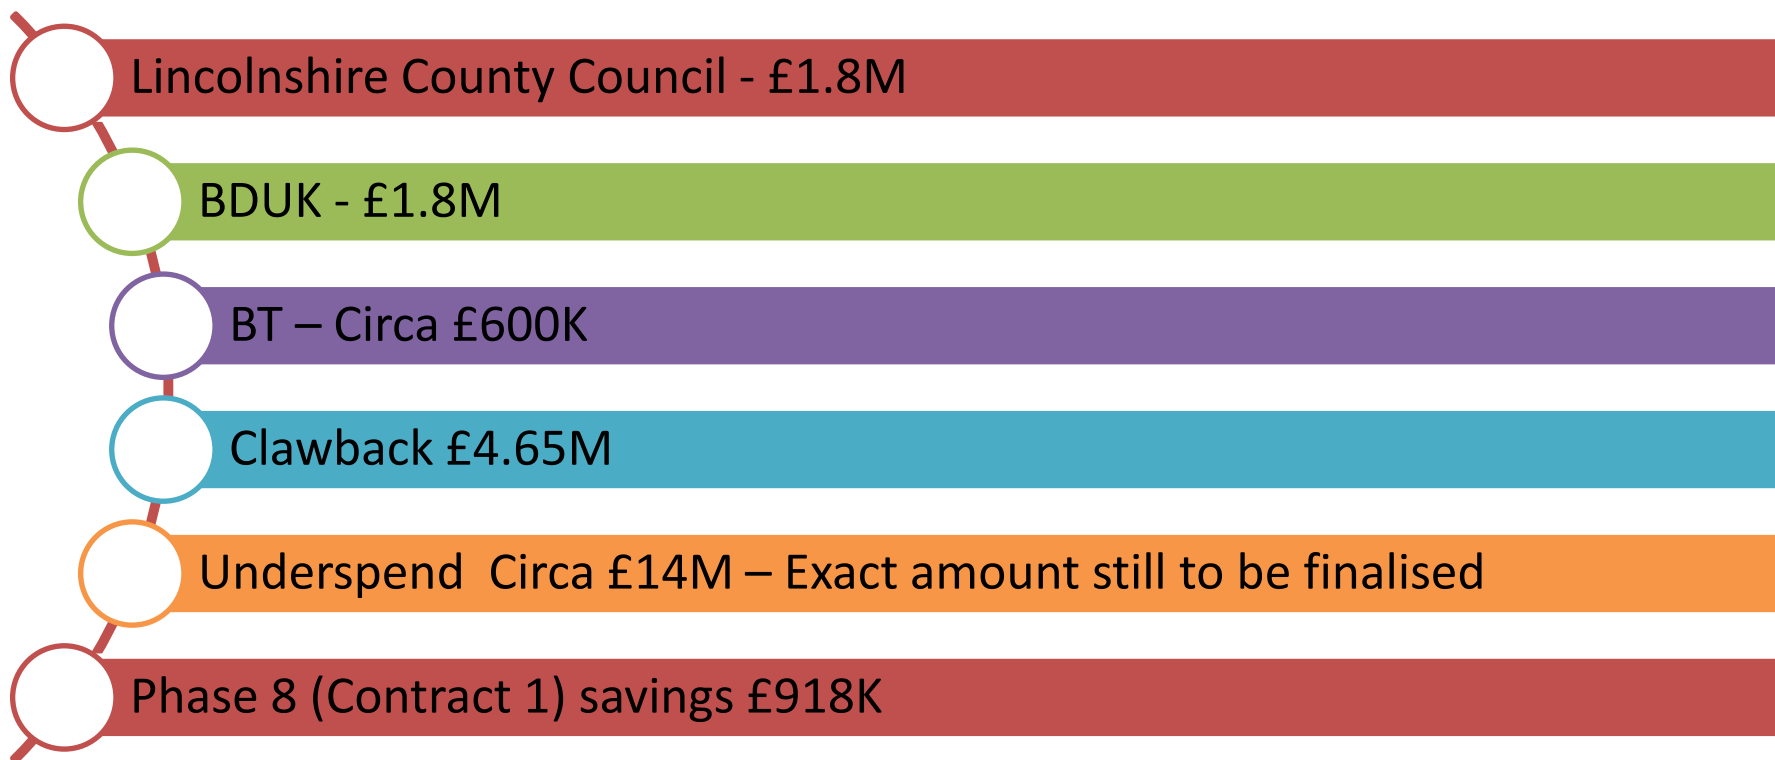 Lincolnshire County Council - £1.8M
BDUK - £1.8M
BT – Circa £600K
Clawback £4.65M
Underspend  Circa £14M – Exact amount still to be finalised
Phase 8 (Contract 1) savings £918K